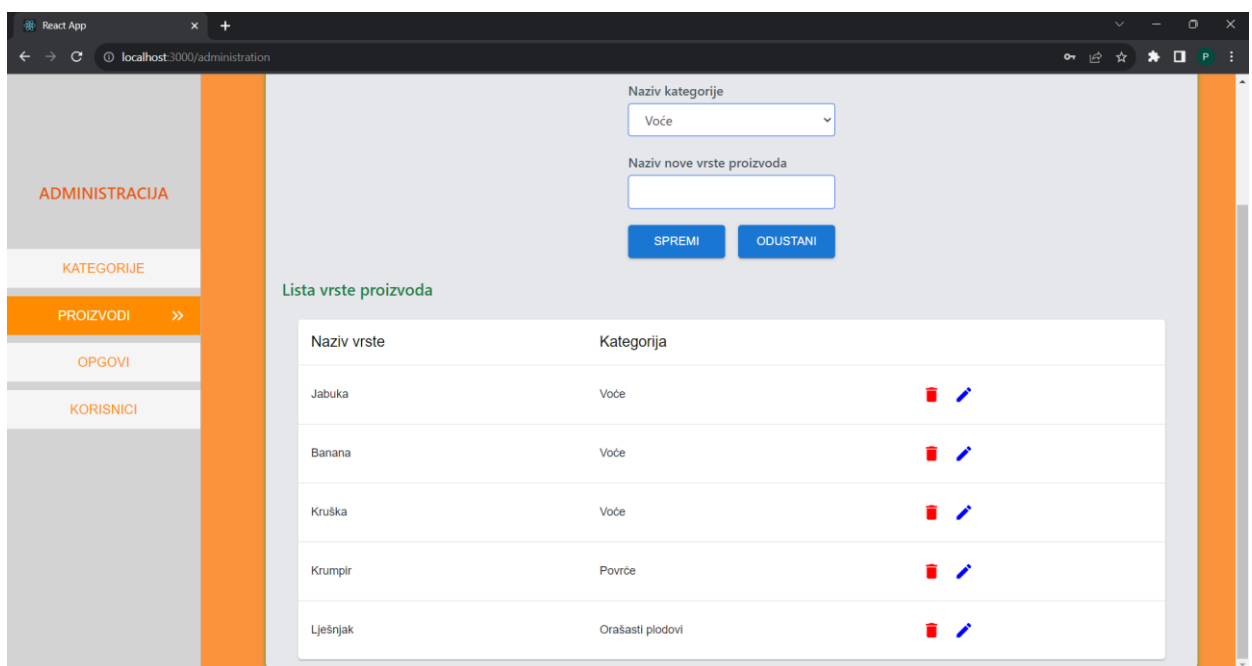 React App
localhost:3000/administration
P
ADMINISTRACIJA
KATEGORIJE
PROIZVODI
OPGOVI
KORISNICI
Naziv kategorije
Voće
Naziv nove vrste proizvoda
SPREMI ODUSTANI
Lista vrste proizvoda
Naziv vrste Kategorija
Jabuka Voće
Banana Voće
Kruška Voće
Krumpir Povrće
Lješnjak Orašasti plodovi